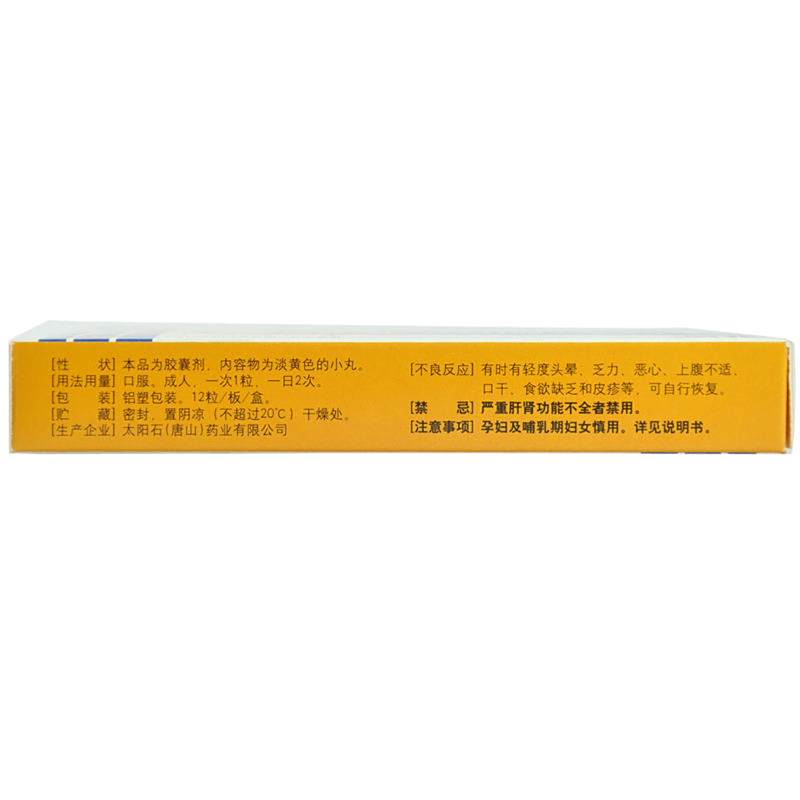 [性　状] 本品为胶囊剂，内容物为淡黄色的小丸。
[用法用量] 口服。成人，一次1粒，一日2次。
[包　装] 铝塑包装。12粒/板/盒。
[贮　藏] 密封，置阴凉（不超过20℃）干燥处。
[生产企业] 太阳石(唐山)药业有限公司
[不良反应] 有时有轻度头晕、乏力、恶心、上腹不适、
口干、食欲缺乏和皮疹等，可自行恢复。
[禁　忌] 严重肝肾功能不全者禁用。
[注意事项] 孕妇及哺乳期妇女慎用。详见说明书。